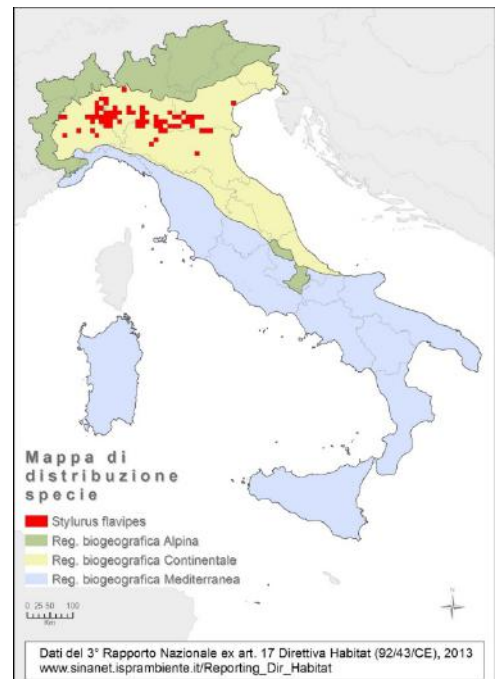 Mappa di
distribuzione
specie
Stylurus flavipes
Reg. biogeografica Alpina
Reg. biogeografica Continentale
Reg. biogeografica Mediterranea
0 25 50 100
Km
N
Dati del 3° Rapporto Nazionale ex art. 17 Direttiva Habitat (92/43/CE), 2013
www.sinanet.isprambiente.it/Reporting_Dir_Habitat